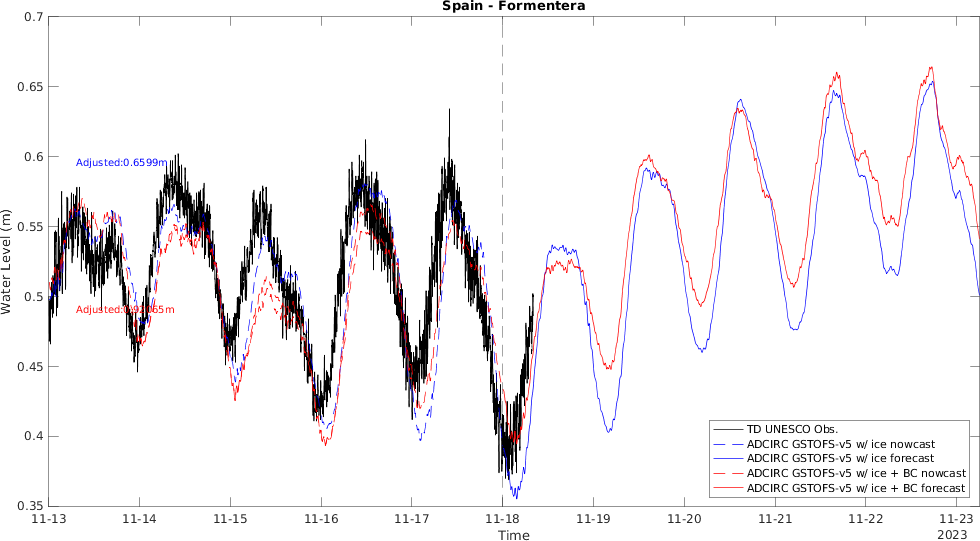 Spain - Formentera
0.7
0.65
0.6
0.55
0.5
0.45
0.4
0.35
Water Level (m)
Adjusted:0.6599m
TD UNESCO Obs.
ADCIRC GSTOFS-v5 w/ ice nowcast
ADCIRC GSTOFS-v5 w/ ice forecast
ADCIRC GSTOFS-v5 w/ ice + BC nowcast
ADCIRC GSTOFS-v5 w/ ice + BC forecast
11-13 11-14 11-15 11-16 11-17 11-18 11-19 11-20 11-21 11-22 11-23
Time
2023